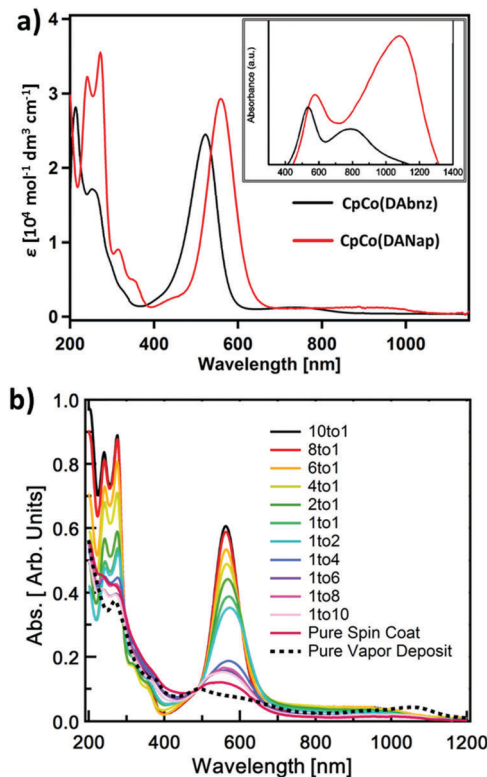 a)
ε [10⁴ mol⁻¹ dm³ cm⁻¹]
4
3
2
1
0
200 400 600 800 1000
Wavelength [nm]
Absorbance (a.u.)
400 600 800 1000 1200 1400
CpCo(DAbnz)
CpCo(DANap)
b)
Abs. [ Arb. Units]
1.0
0.8
0.6
0.4
0.2
0.0
200 400 600 800 1000 1200
Wavelength [nm]
10to1
8to1
6to1
4to1
2to1
1to1
1to2
1to4
1to6
1to8
1to10
Pure Spin Coat
Pure Vapor Deposit